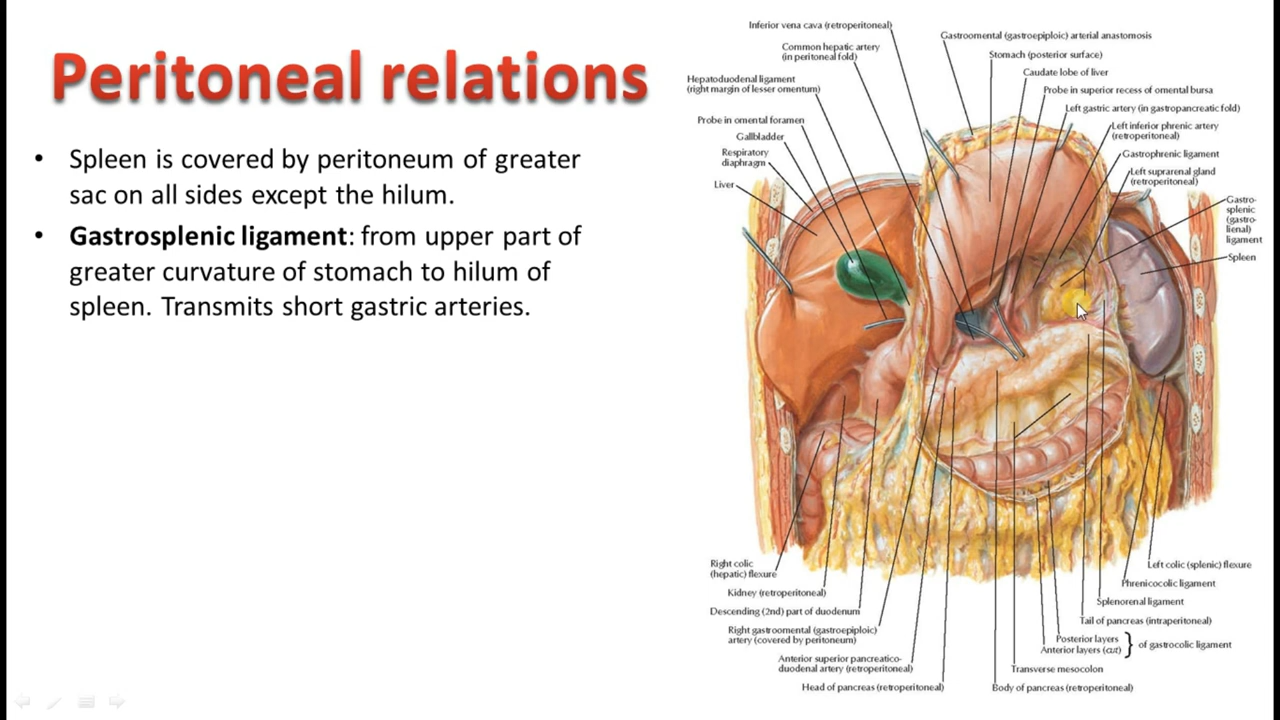 Peritoneal relations
• Spleen is covered by peritoneum of greater
sac on all sides except the hilum.
• Gastrosplenic ligament: from upper part of
greater curvature of stomach to hilum of
spleen. Transmits short gastric arteries.
Inferior vena cava (retroperitoneal)
Common hepatic artery
(in peritoneal fold)
Hepatoduodenal ligament
(right margin of lesser omentum)
Probe in omental foramen
Gallbladder
Respiratory
diaphragm
Liver
Gastroomental (gastroepiploic) arterial anastomosis
Stomach (posterior surface)
Caudate lobe of liver
Probe in superior recess of omental bursa
Left gastric artery (in gastropancreatic fold)
Left inferior phrenic artery
(retroperitoneal)
Gastrophrenic ligament
Left suprarenal gland
(retroperitoneal)
Gastro-
splenic
(gastro-
lienal)
ligament
Spleen
Right colic
(hepatic) flexure
Kidney (retroperitoneal)
Descending (2nd) part of duodenum
Right gastroomental (gastroepiploic)
artery (covered by peritoneum)
Anterior superior pancreatico-
duodenal artery (retroperitoneal)
Head of pancreas (retroperitoneal)
Left colic (splenic) flexure
Phrenicocolic ligament
Splenorenal ligament
Tail of pancreas (intraperitoneal)
Posterior layers
Anterior layers (cut)
} of gastrocolic ligament
Transverse mesocolon
Body of pancreas (retroperitoneal)